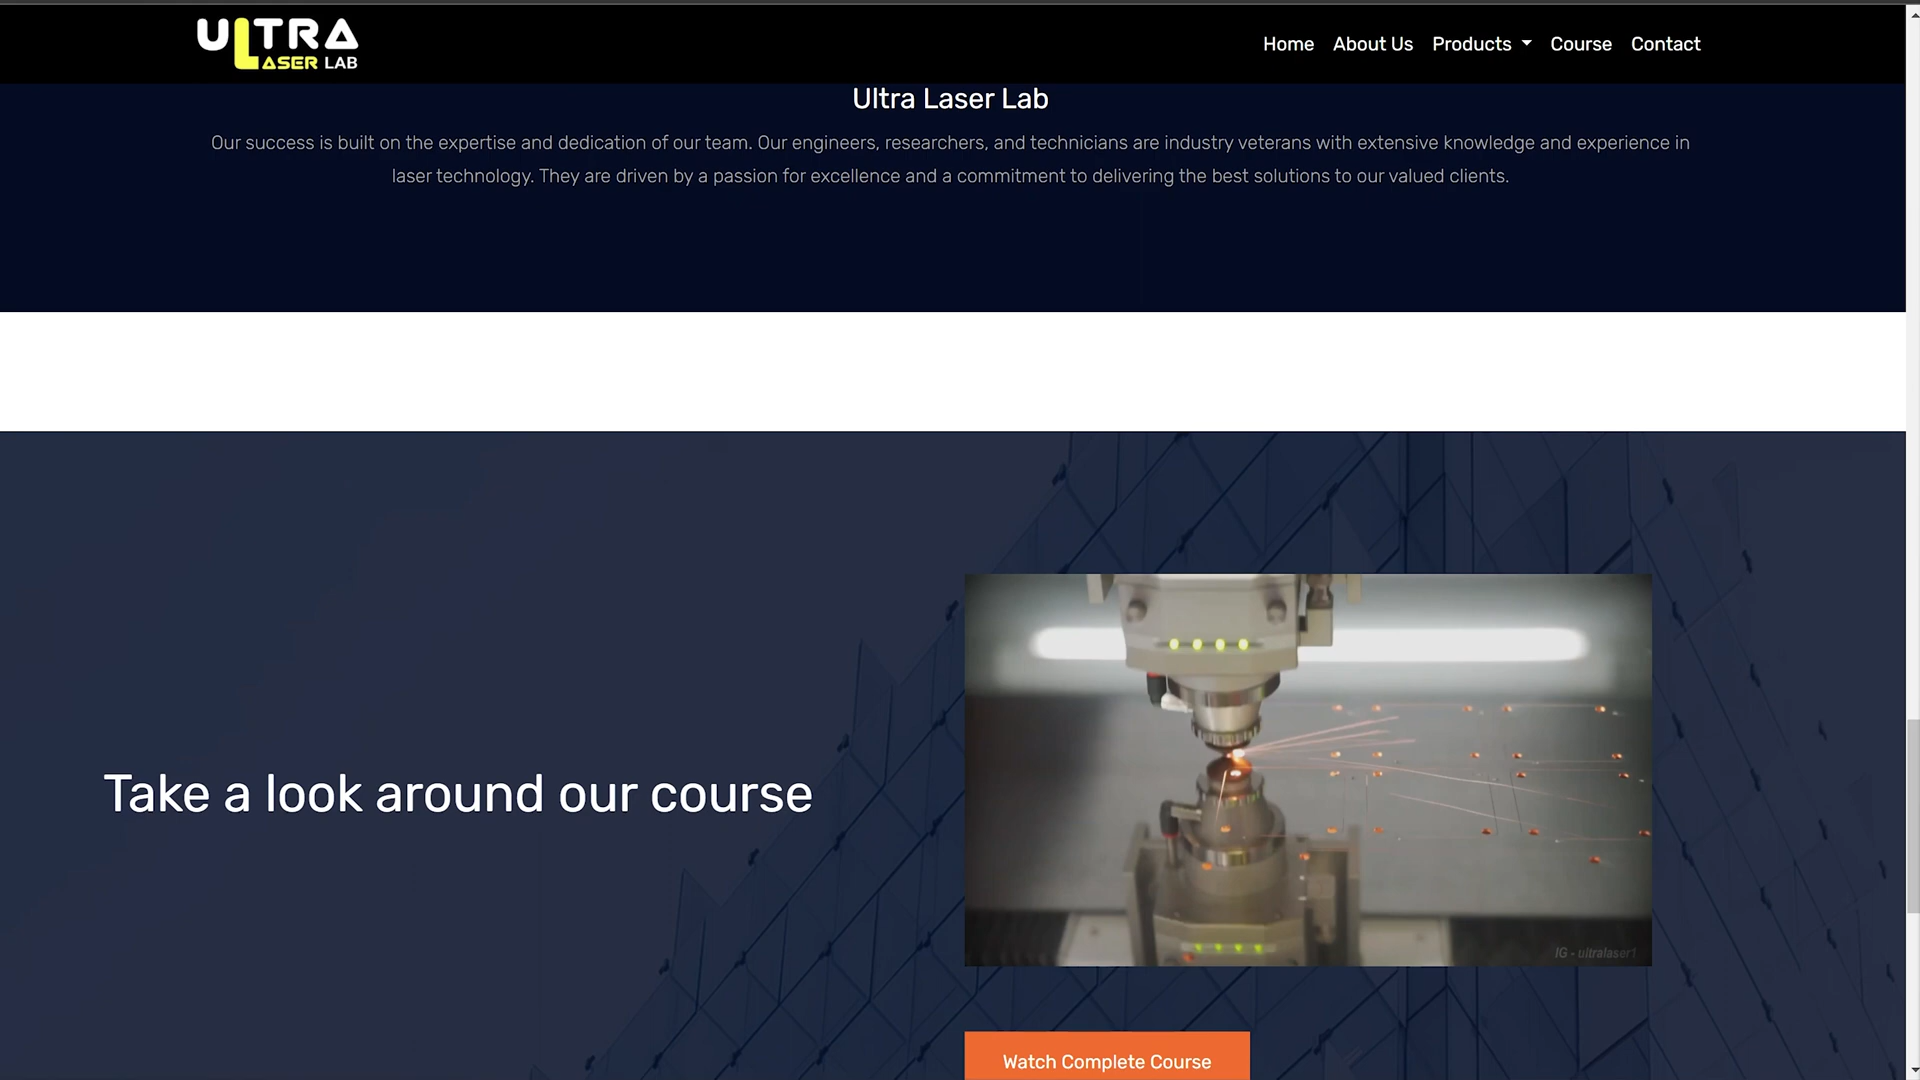 ULTRA
LASER LAB
Home About Us Products Course Contact
Ultra Laser Lab
Our success is built on the expertise and dedication of our team. Our engineers, researchers, and technicians are industry veterans with extensive knowledge and experience in
laser technology. They are driven by a passion for excellence and a commitment to delivering the best solutions to our valued clients.
Take a look around our course
IG - ultralaser1
Watch Complete Course